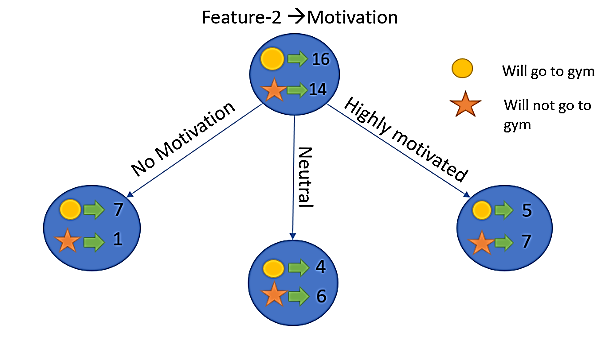 Feature-2 →Motivation
16
14
Will go to gym
Will not go to
gym
No Motivation
Neutral
Highly motivated
7
1
4
6
5
7